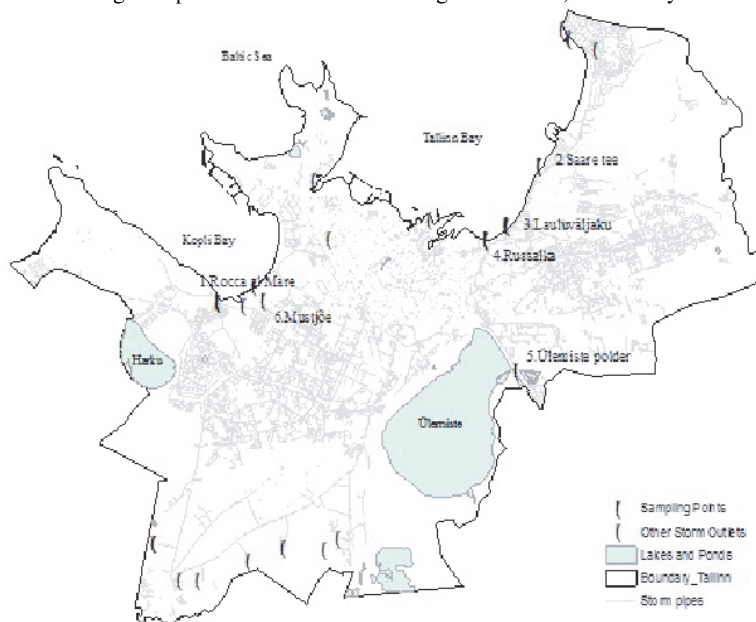 Baltic Sea
Tallinn Bay
2.Saare tee
3.Lauluväljaku
4.Russalka
Kopli Bay
1.Rocca al Mare
6.Mustjõe
Harku
5.Ülemiste polder
Ülemiste
Sampling Points
Other Storm Outlets
Lakes and Ponds
Boundary_Tallinn
Storm pipes